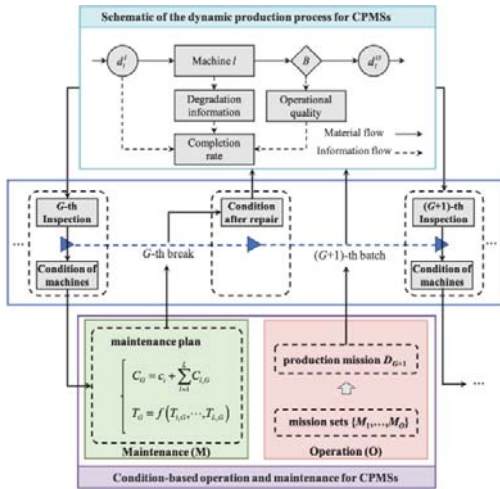 Schematic of the dynamic production process for CPMSs
Machine l
B
Degradation
information
Operational
quality
Completion
rate
Material flow
Information flow
G-th
Inspection
Condition of
machines
Condition
after repair
(G+1)-th
Inspection
Condition of
machines
...
...
G-th break
(G+1)-th batch
maintenance plan
Maintenance (M)
production mission D_{G+1}
mission sets {M_1,...,M_O}
Operation (O)
...
Condition-based operation and maintenance for CPMSs